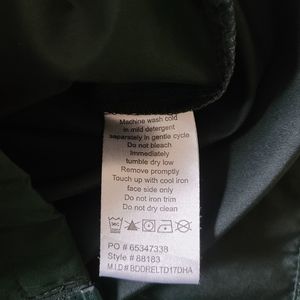 Machine wash cold
in mild detergent
separately in gentle cycle
Do not bleach
Immediately
tumble dry low
Remove promptly
Touch up with cool iron
face side only
Do not iron trim
Do not dry clean
PO # 65347338
Style # 88183
M.I.D# BDDRELTD17DHA